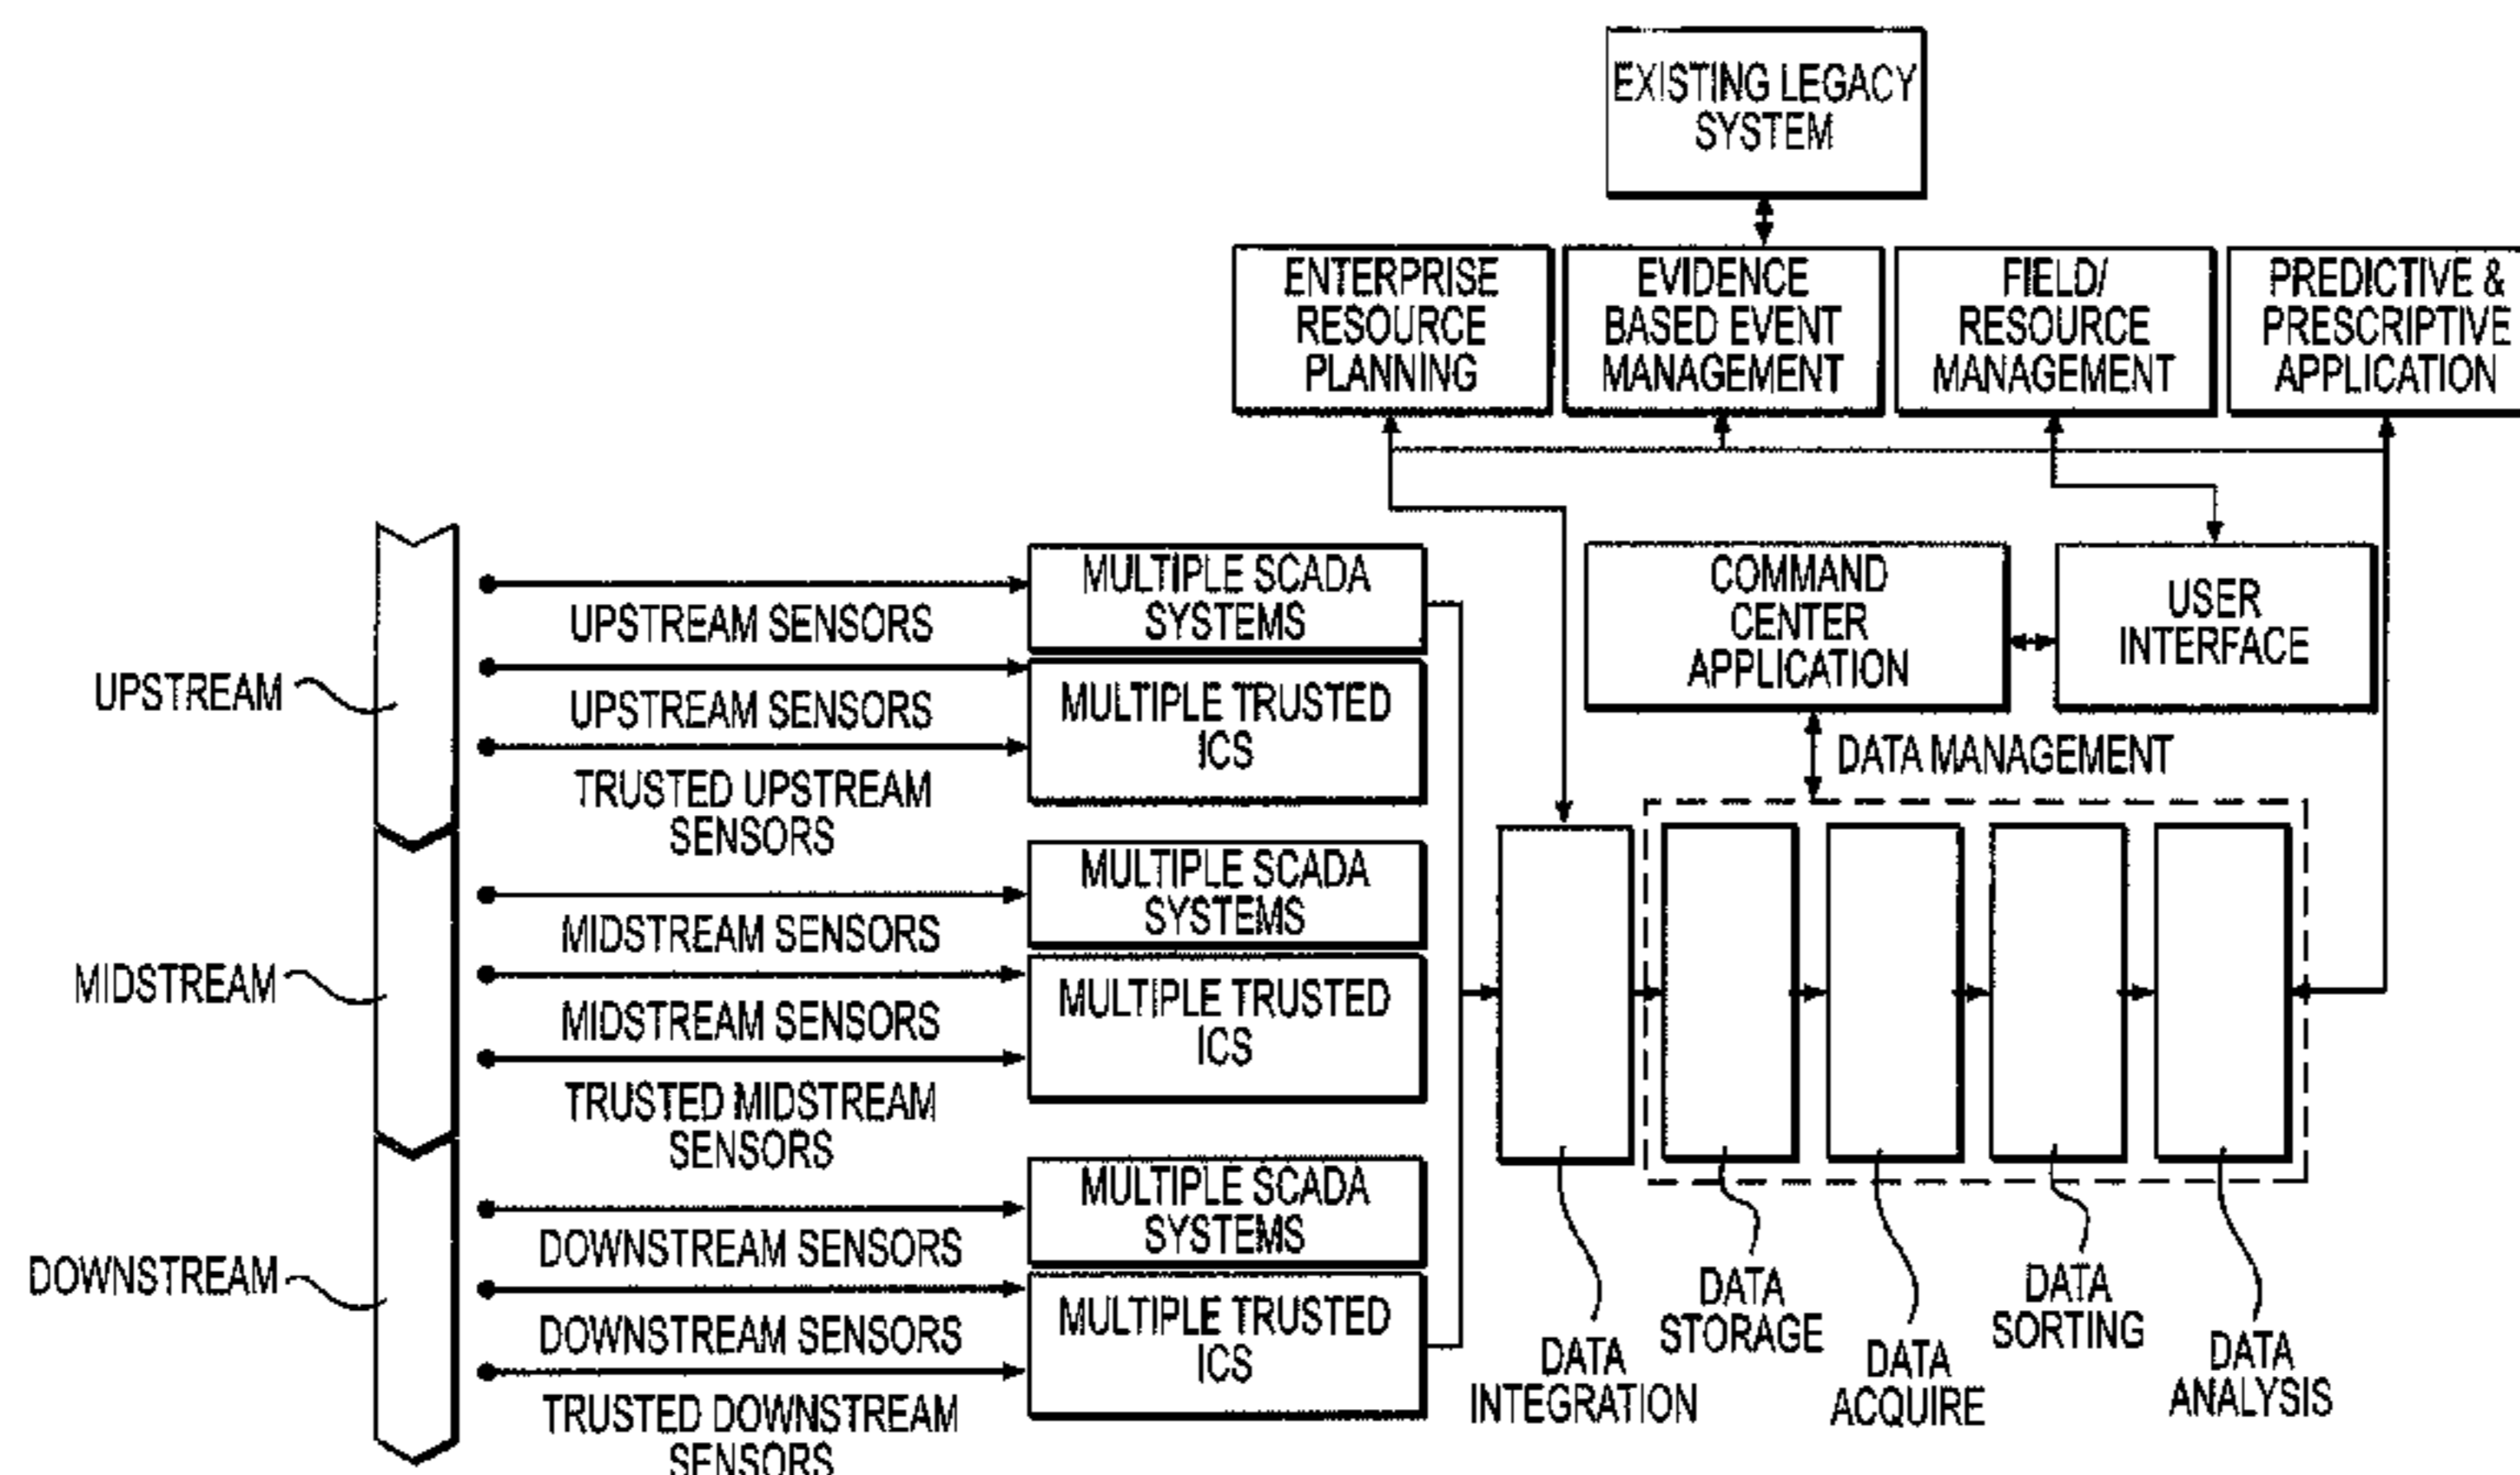 EXISTING LEGACY
SYSTEM
ENTERPRISE
RESOURCE
PLANNING
EVIDENCE
BASED EVENT
MANAGEMENT
FIELD/
RESOURCE
MANAGEMENT
PREDICTIVE &
PRESCRIPTIVE
APPLICATION
UPSTREAM
UPSTREAM SENSORS
UPSTREAM SENSORS
TRUSTED UPSTREAM
SENSORS
MULTIPLE SCADA
SYSTEMS
MULTIPLE TRUSTED
ICS
COMMAND
CENTER
APPLICATION
USER
INTERFACE
DATA MANAGEMENT
MIDSTREAM
MIDSTREAM SENSORS
MIDSTREAM SENSORS
TRUSTED MIDSTREAM
SENSORS
MULTIPLE SCADA
SYSTEMS
MULTIPLE TRUSTED
ICS
DOWNSTREAM
DOWNSTREAM SENSORS
DOWNSTREAM SENSORS
TRUSTED DOWNSTREAM
SENSORS
MULTIPLE SCADA
SYSTEMS
MULTIPLE TRUSTED
ICS
DATA
INTEGRATION
DATA
STORAGE
DATA
ACQUIRE
DATA
SORTING
DATA
ANALYSIS